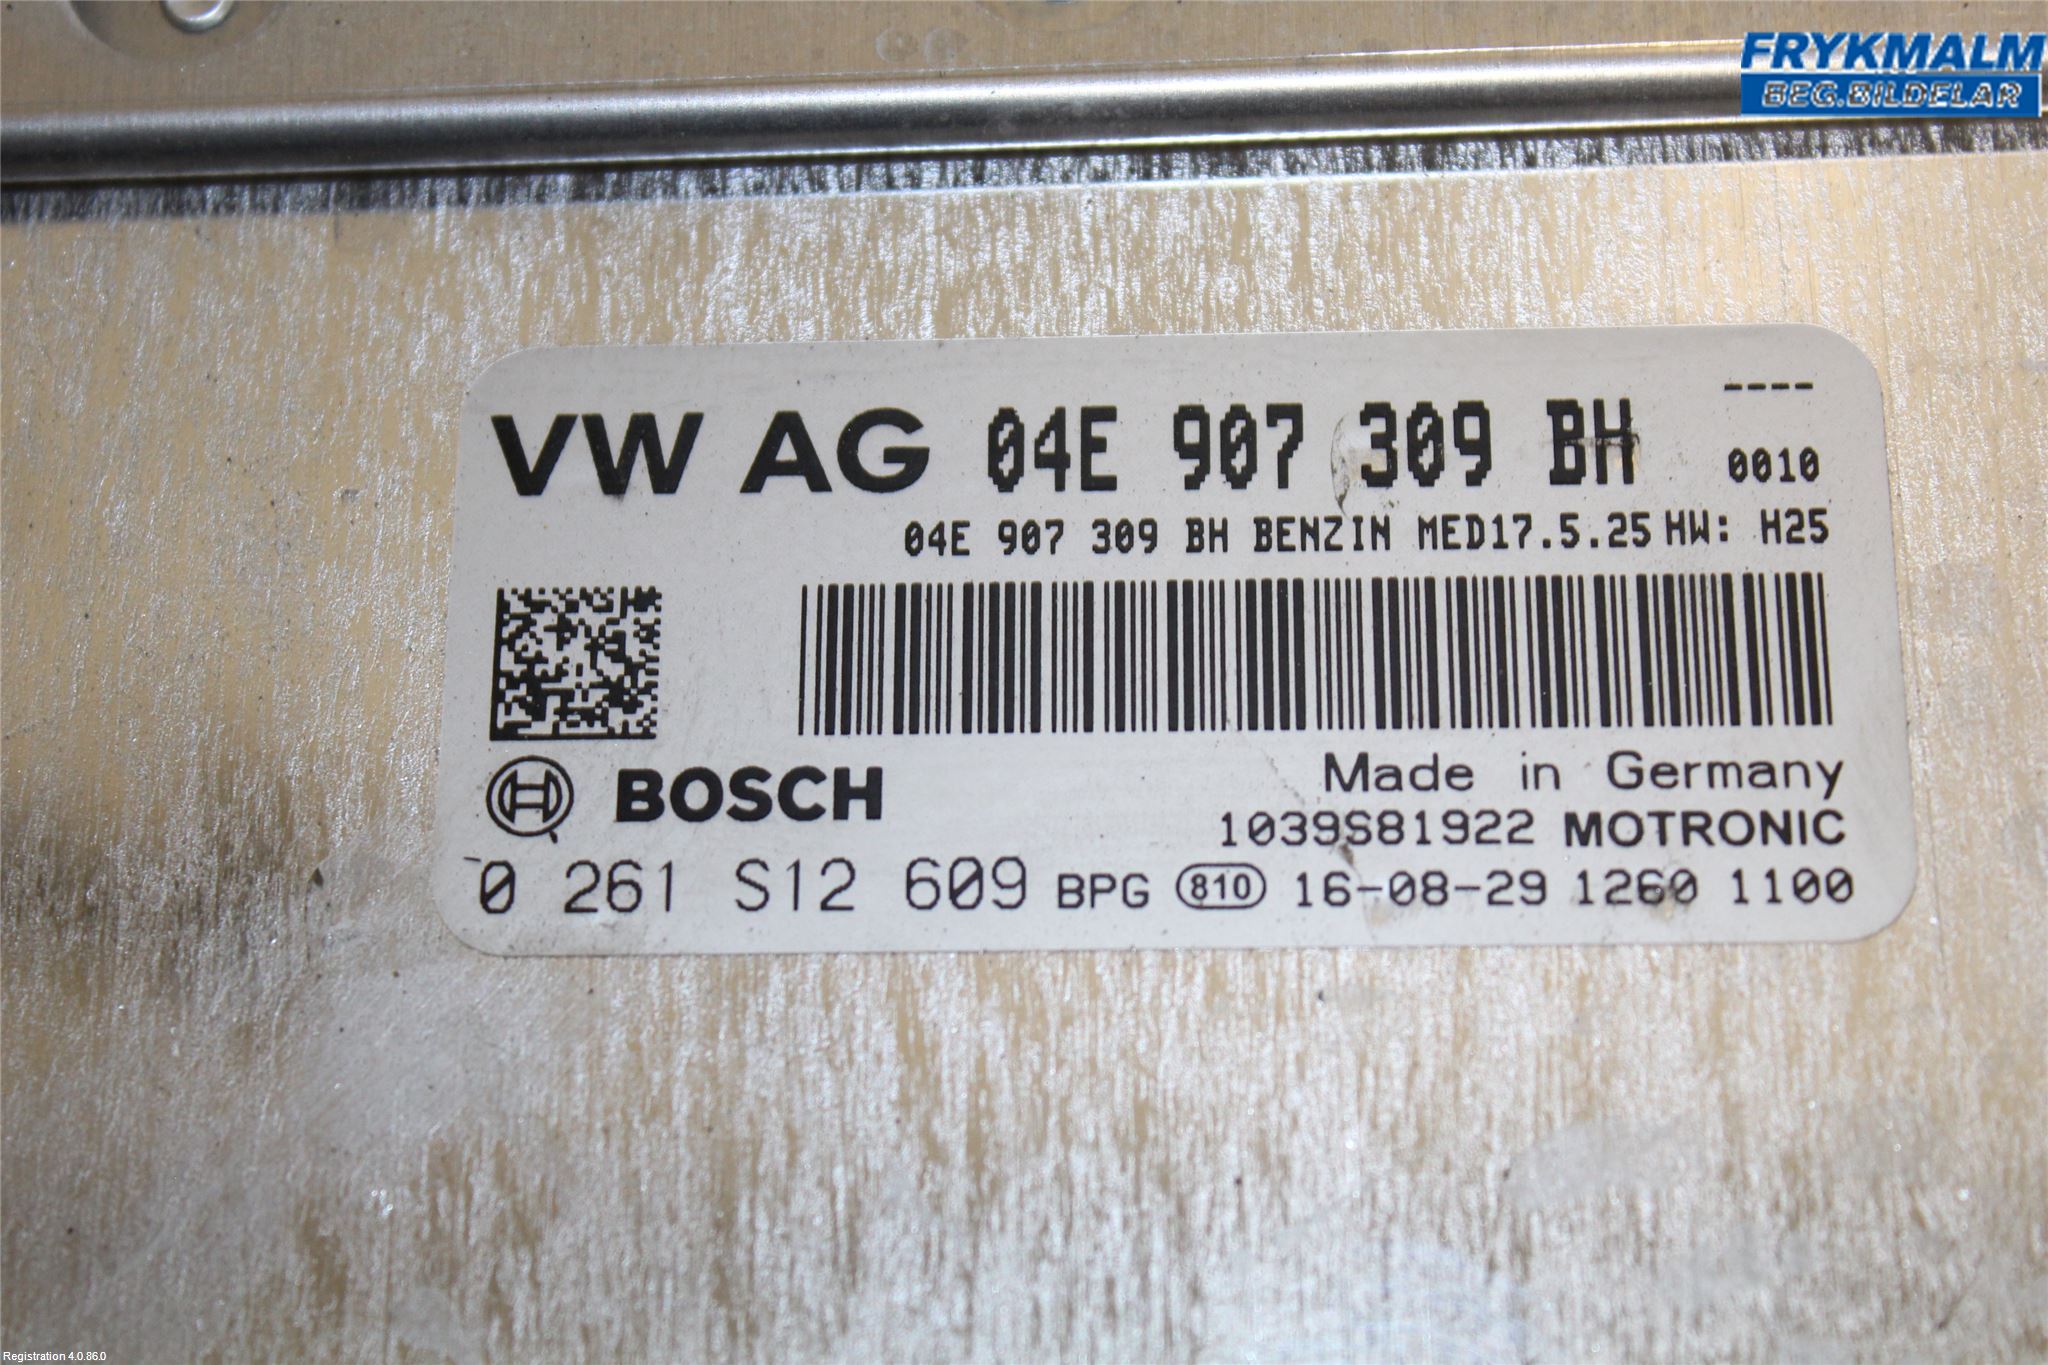 FRYKMALM
BEG.BILDELAR
----
VW AG 04E 907 309 BH 0010
04E 907 309 BH BENZIN MED17.5.25 HW: H25
BOSCH
Made in Germany
1039S81922 MOTRONIC
0 261 S12 609 BPG 810 16-08-29 1260 1100
Registration 4.0.86.0